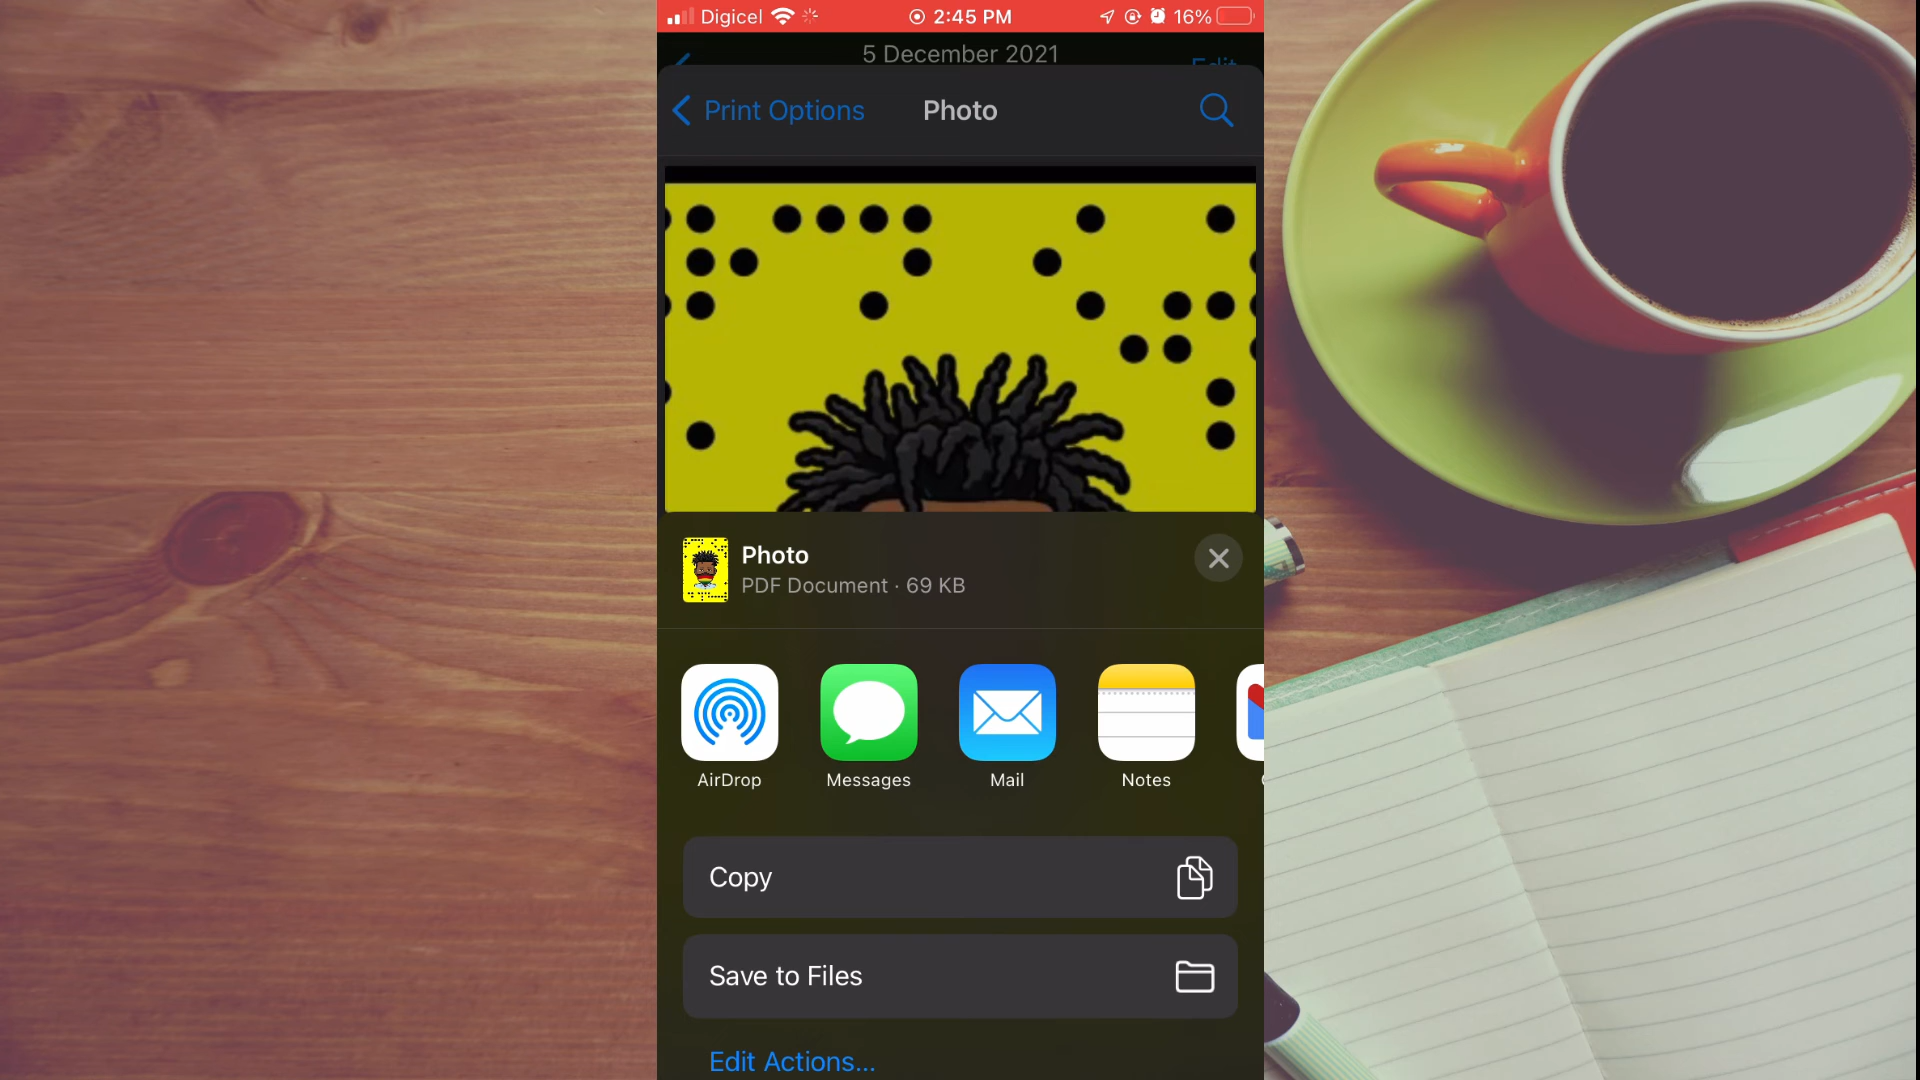 Digicel 2:45 PM 16%
5 December 2021
Print Options Photo
Photo
PDF Document · 69 KB
AirDrop Messages Mail Notes
Copy
Save to Files
Edit Actions...